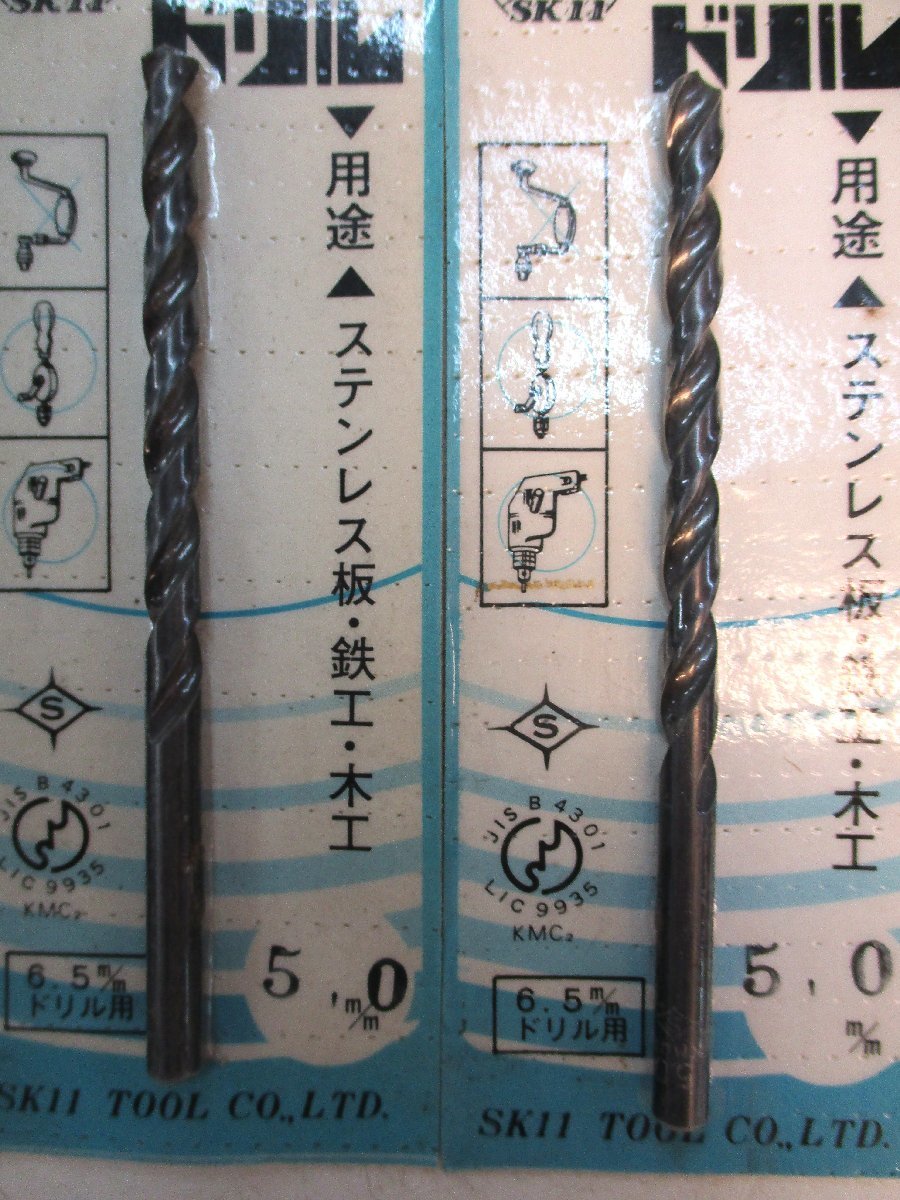 SK11
ドリル
▼用途▲ステンレス板・鉄工・木工
S
JIS B 4301
LIC 9935
KMC₂
6.5m/m
ドリル用
5,0
m/m
SK11 TOOL CO.,LTD.
SK11
ドリル
▼用途▲ステンレス板・鉄工・木工
S
JIS B 4301
LIC 9935
KMC₂
6.5m/m
ドリル用
5,0
m/m
SK11 TOOL CO.,LTD.